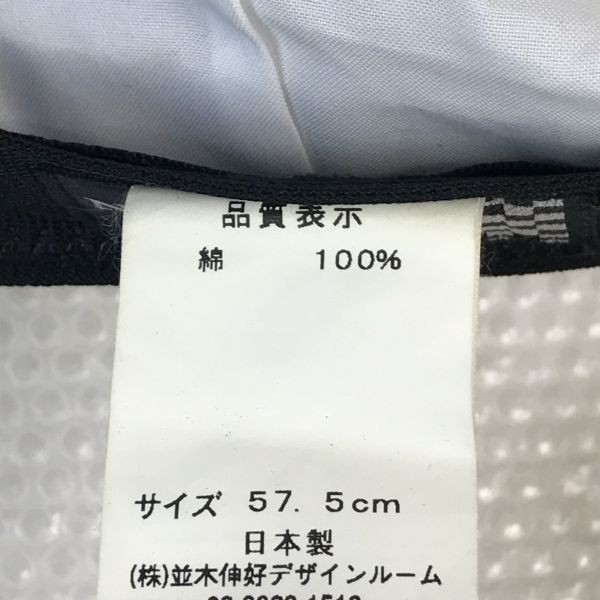 品質表示
綿 100%
サイズ 57.5cm
日本製
(株)並木伸好デザインルーム